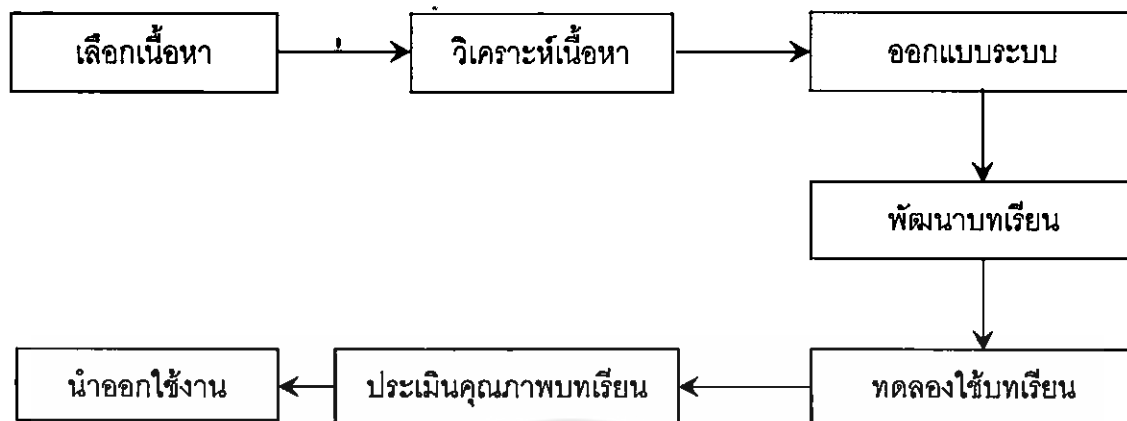 เลือกเนื้อหา
วิเคราะห์เนื้อหา
ออกแบบระบบ
พัฒนาบทเรียน
ทดลองใช้บทเรียน
ประเมินคุณภาพบทเรียน
นำออกใช้งาน